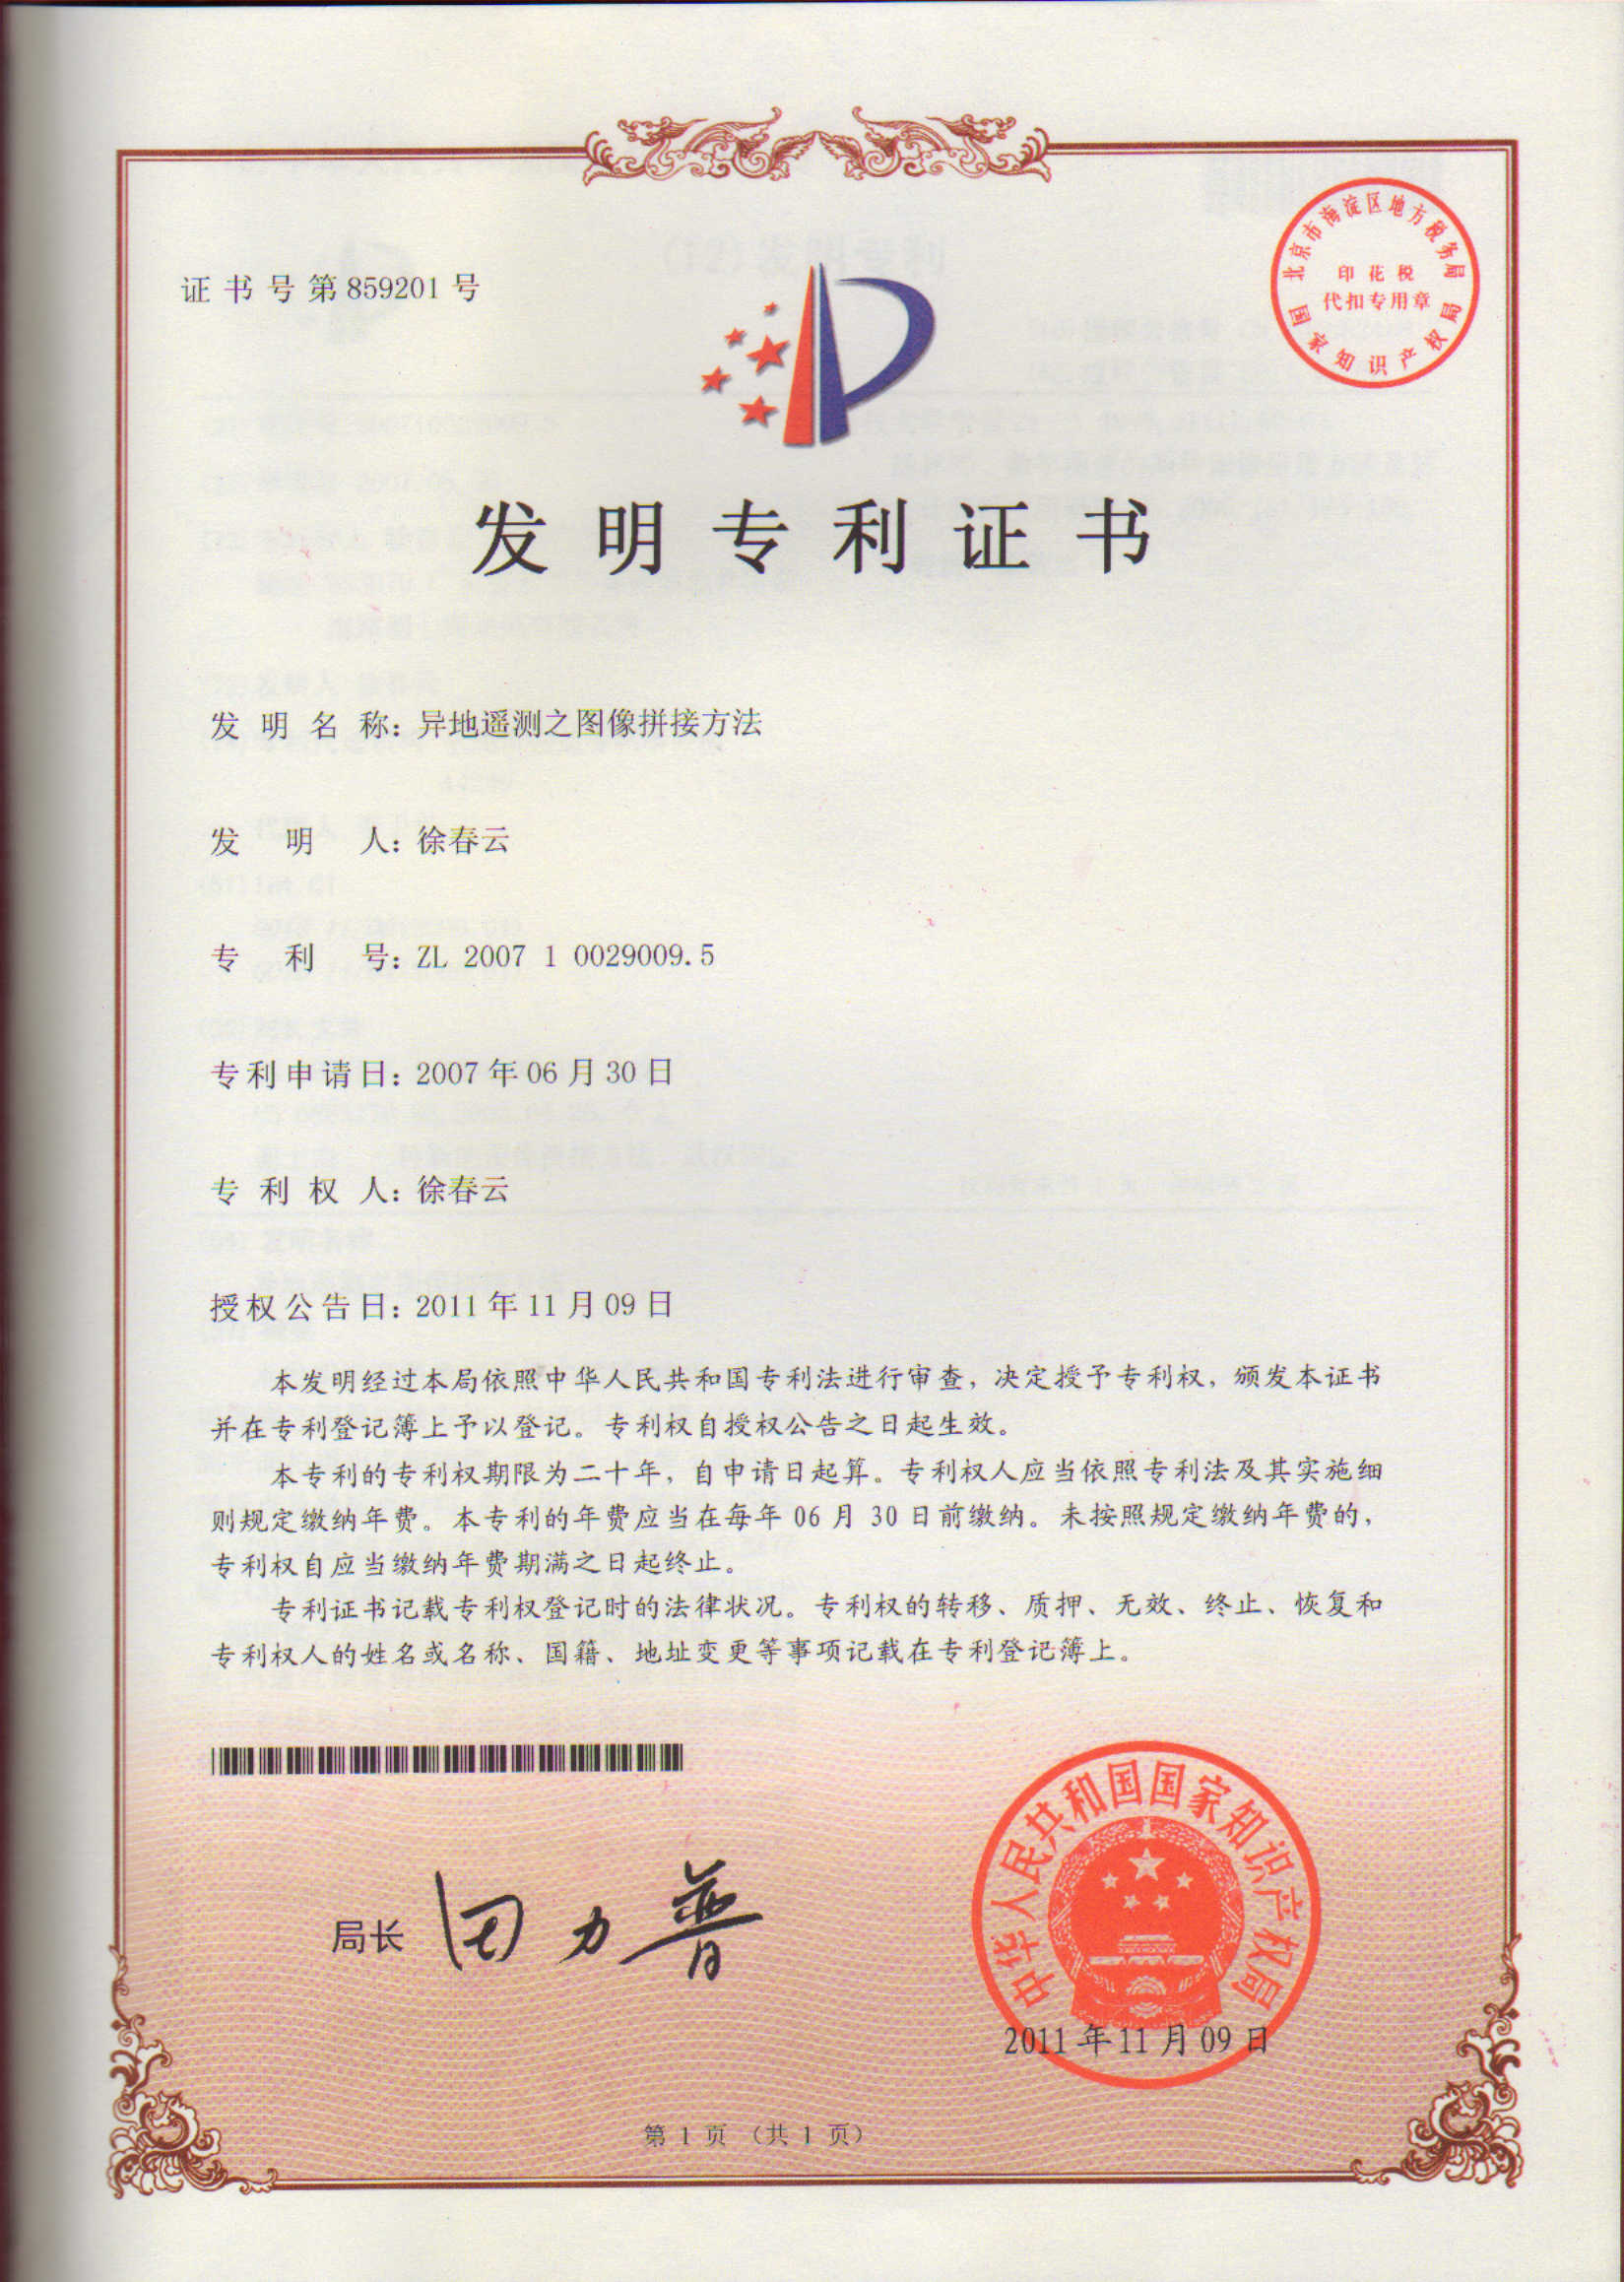 证书号第859201号
北京市海淀区地方税务局
印花税
代扣专用章
国家知识产权局
发明专利证书
发明名称：异地遥测之图像拼接方法
发明人：徐春云
专利号：ZL 2007 1 0029009.5
专利申请日：2007年06月30日
专利权人：徐春云
授权公告日：2011年11月09日
本发明经过本局依照中华人民共和国专利法进行审查，决定授予专利权，颁发本证书
并在专利登记簿上予以登记。专利权自授权公告之日起生效。
本专利的专利权期限为二十年，自申请日起算。专利权人应当依照专利法及其实施细
则规定缴纳年费。本专利的年费应当在每年06月30日前缴纳。未按照规定缴纳年费的，
专利权自应当缴纳年费期满之日起终止。
专利证书记载专利权登记时的法律状况。专利权的转移、质押、无效、终止、恢复和
专利权人的姓名或名称、国籍、地址变更等事项记载在专利登记簿上。
局长 田力普
中华人民共和国国家知识产权局
2011年11月09日
第1页（共1页）